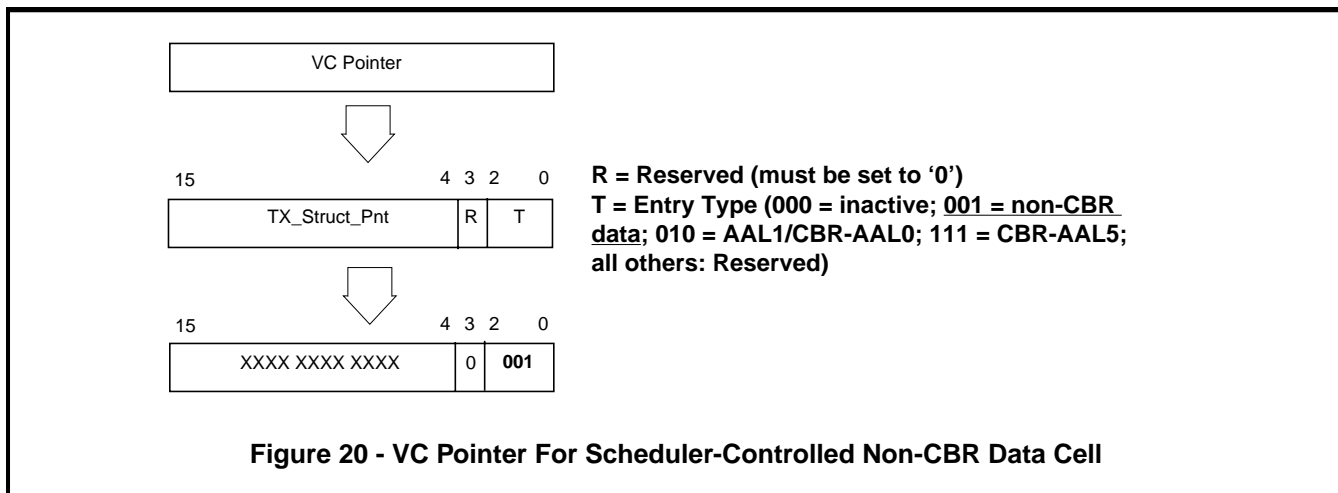 VC Pointer
15 4 3 2 0
TX_Struct_Pnt R T
R = Reserved (must be set to ‘0’)
T = Entry Type (000 = inactive; 001 = non-CBR
data; 010 = AAL1/CBR-AAL0; 111 = CBR-AAL5;
all others: Reserved)
15 4 3 2 0
XXXX XXXX XXXX 0 001
Figure 20 - VC Pointer For Scheduler-Controlled Non-CBR Data Cell